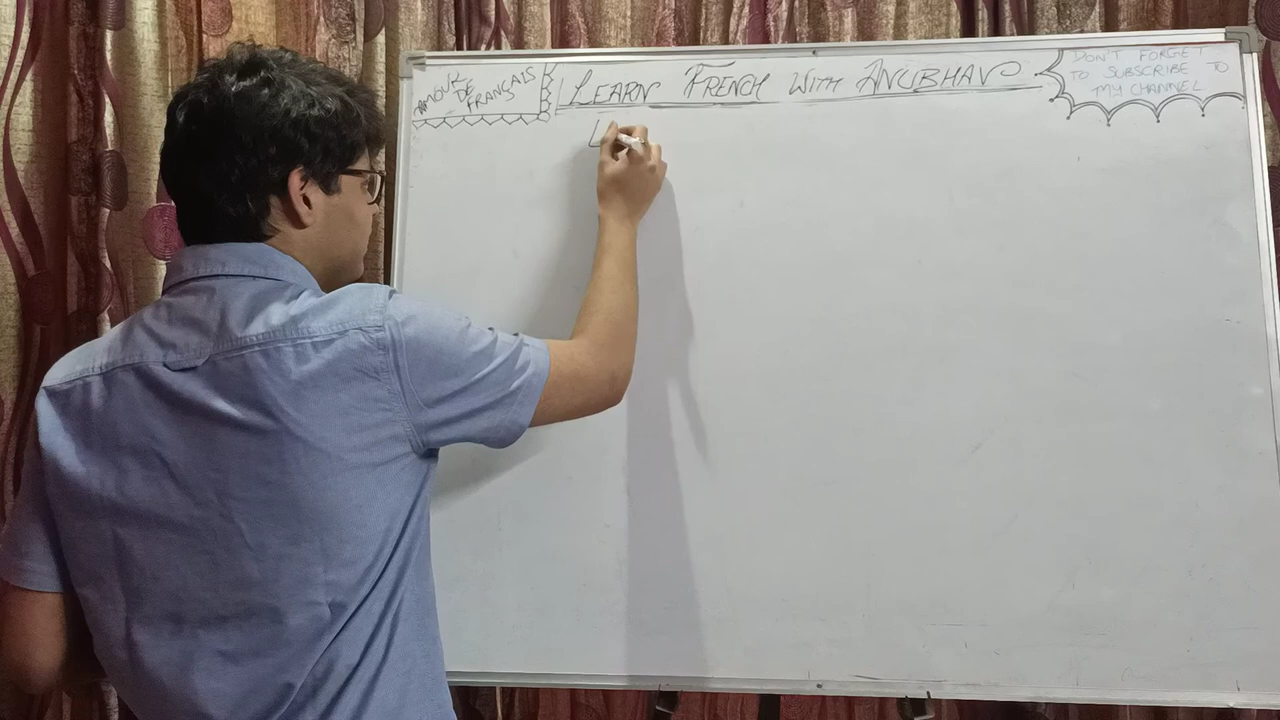 AMOUR
DE
FRANÇAIS
LEARN FRENCH WITH ANUBHAV
DON'T FORGET
TO SUBSCRIBE TO
MY CHANNEL
L